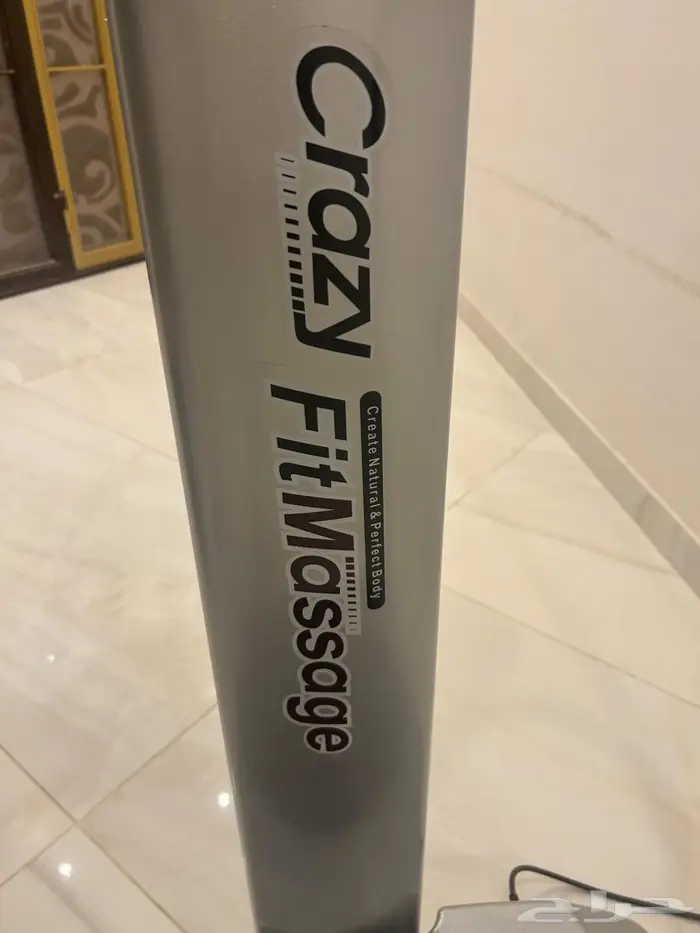 Crazy
FitMassage
Create Natural & Perfect Body
حراج